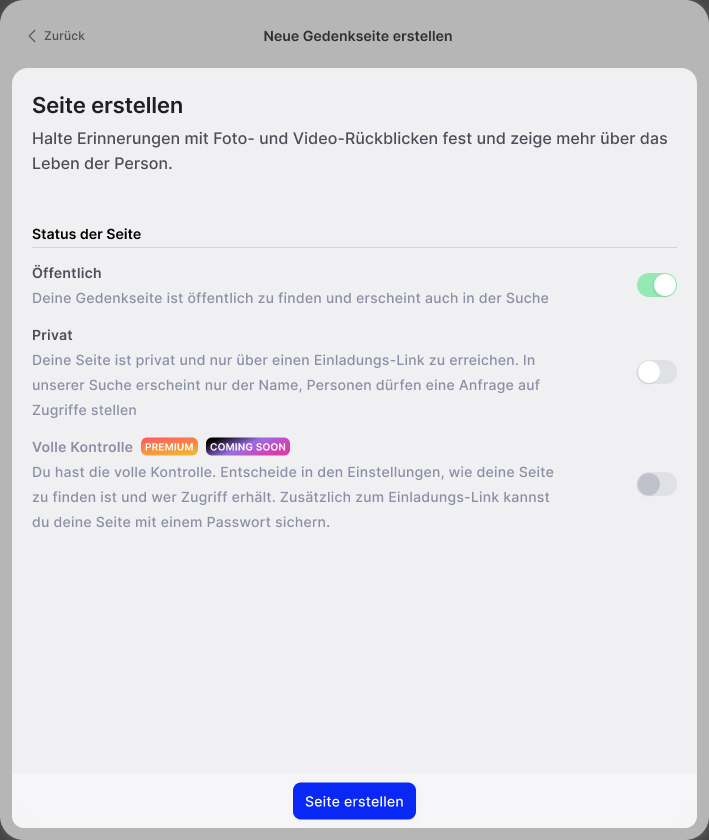 Zurück
Neue Gedenkseite erstellen
Seite erstellen
Halte Erinnerungen mit Foto- und Video-Rückblicken fest und zeige mehr über das
Leben der Person.
Status der Seite
Öffentlich
Deine Gedenkseite ist öffentlich zu finden und erscheint auch in der Suche
Privat
Deine Seite ist privat und nur über einen Einladungs-Link zu erreichen. In
unserer Suche erscheint nur der Name, Personen dürfen eine Anfrage auf
Zugriffe stellen
Volle Kontrolle PREMIUM COMING SOON
Du hast die volle Kontrolle. Entscheide in den Einstellungen, wie deine Seite
zu finden ist und wer Zugriff erhält. Zusätzlich zum Einladungs-Link kannst
du deine Seite mit einem Passwort sichern.
Seite erstellen